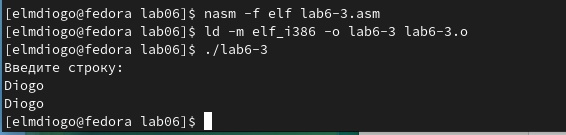 [elmdiogo@fedora lab06]$ nasm -f elf lab6-3.asm
[elmdiogo@fedora lab06]$ ld -m elf_i386 -o lab6-3 lab6-3.o
[elmdiogo@fedora lab06]$ ./lab6-3
Введите строку:
Diogo
Diogo
[elmdiogo@fedora lab06]$